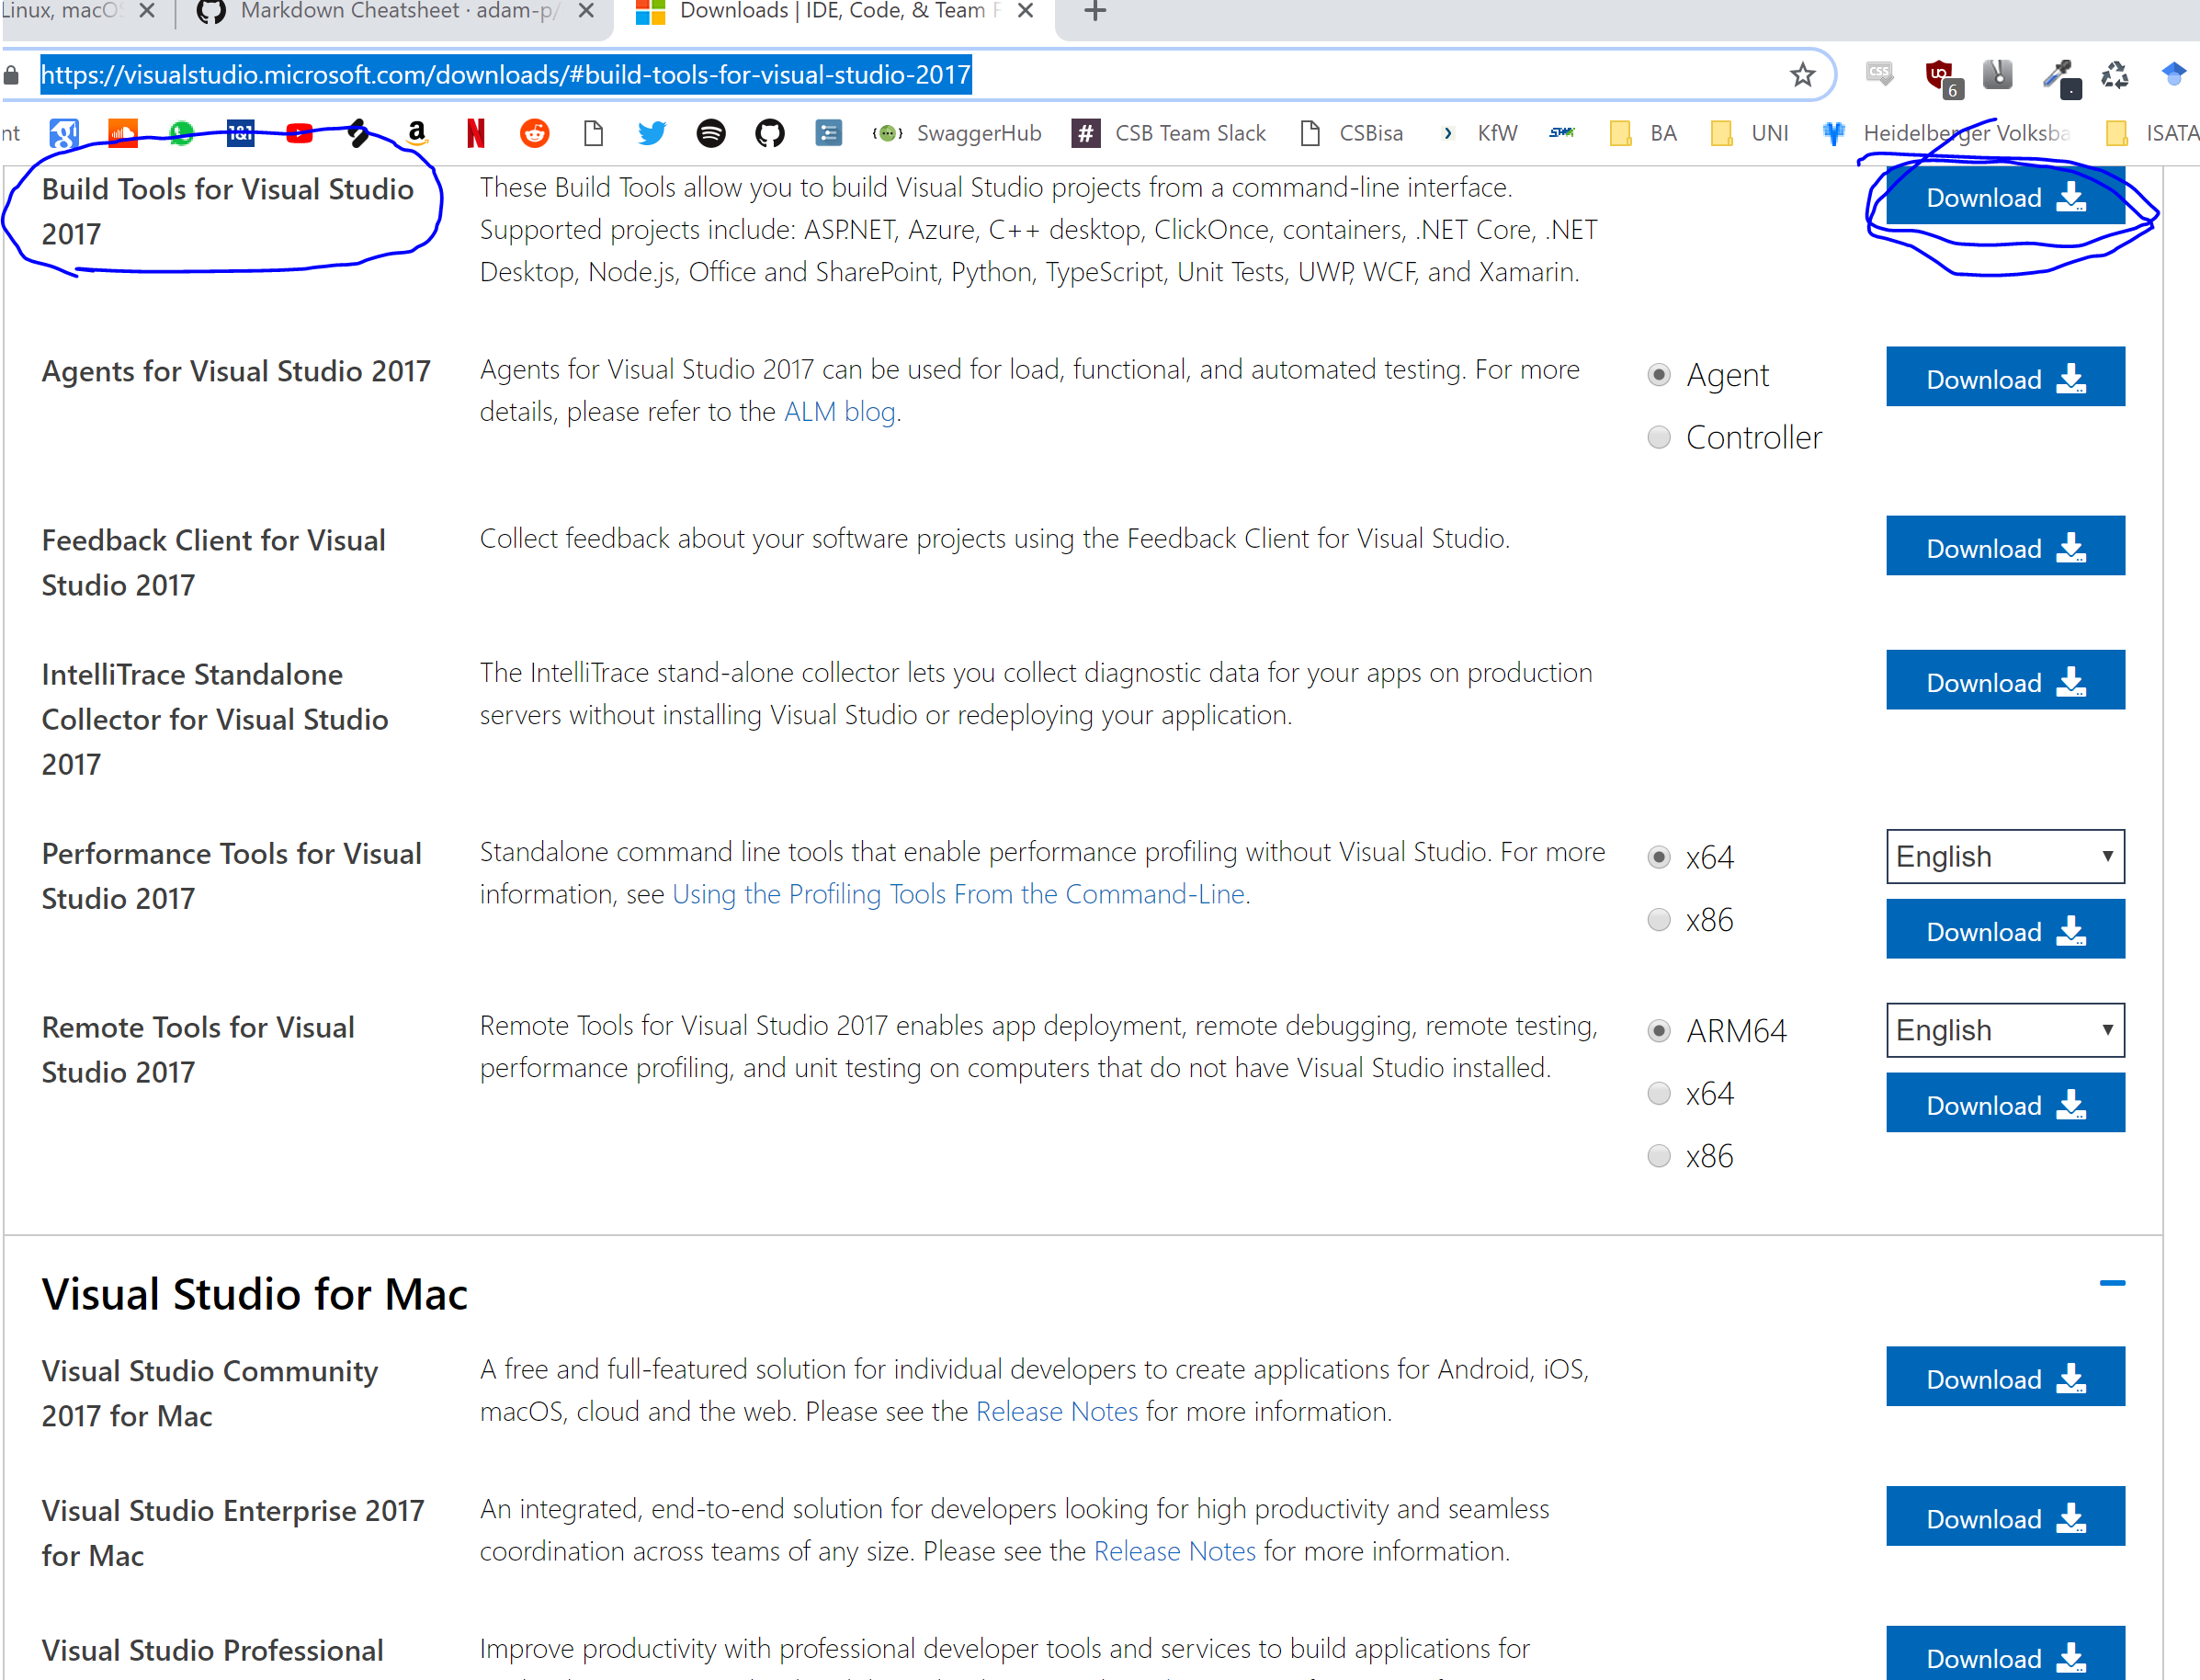 Linux, macOS
Markdown Cheatsheet · adam-p/
Downloads | IDE, Code, & Team F
https://visualstudio.microsoft.com/downloads/#build-tools-for-visual-studio-2017
CSS
6
nt
1&1
SwaggerHub
CSB Team Slack
CSBisa
KfW
BA
UNI
Heidelberger Volksba
ISATA
Build Tools for Visual Studio
2017
These Build Tools allow you to build Visual Studio projects from a command-line interface.
Supported projects include: ASP.NET, Azure, C++ desktop, ClickOnce, containers, .NET Core, .NET
Desktop, Node.js, Office and SharePoint, Python, TypeScript, Unit Tests, UWP, WCF, and Xamarin.
Download
Agents for Visual Studio 2017
Agents for Visual Studio 2017 can be used for load, functional, and automated testing. For more
details, please refer to the ALM blog.
Agent
Controller
Download
Feedback Client for Visual
Studio 2017
Collect feedback about your software projects using the Feedback Client for Visual Studio.
Download
IntelliTrace Standalone
Collector for Visual Studio
2017
The IntelliTrace stand-alone collector lets you collect diagnostic data for your apps on production
servers without installing Visual Studio or redeploying your application.
Download
Performance Tools for Visual
Studio 2017
Standalone command line tools that enable performance profiling without Visual Studio. For more
information, see Using the Profiling Tools From the Command-Line.
x64
x86
English
Download
Remote Tools for Visual
Studio 2017
Remote Tools for Visual Studio 2017 enables app deployment, remote debugging, remote testing,
performance profiling, and unit testing on computers that do not have Visual Studio installed.
ARM64
x64
x86
English
Download
Visual Studio for Mac
Visual Studio Community
2017 for Mac
A free and full-featured solution for individual developers to create applications for Android, iOS,
macOS, cloud and the web. Please see the Release Notes for more information.
Download
Visual Studio Enterprise 2017
for Mac
An integrated, end-to-end solution for developers looking for high productivity and seamless
coordination across teams of any size. Please see the Release Notes for more information.
Download
Visual Studio Professional
Improve productivity with professional developer tools and services to build applications for
Download